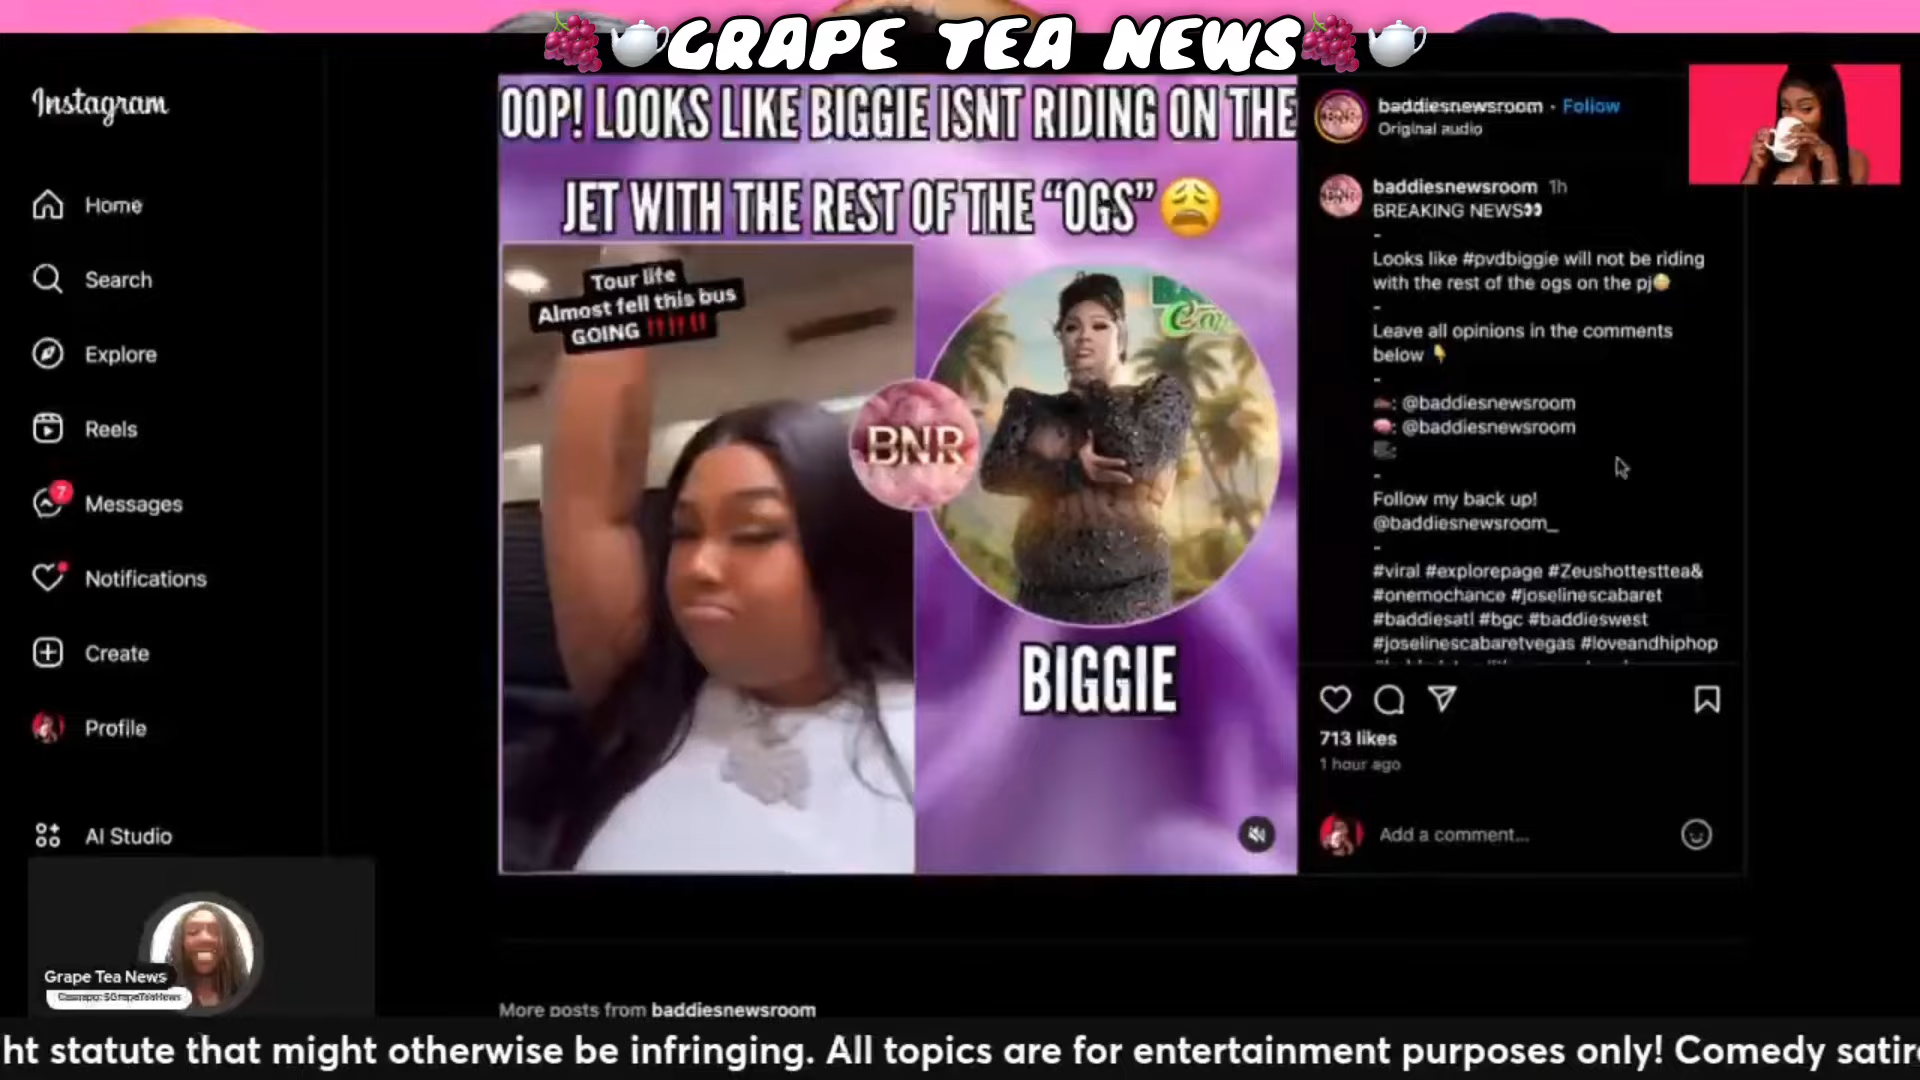 🍇🫖GRAPE TEA NEWS🍇🫖
Instagram
Home
Search
Explore
Reels
7
Messages
Notifications
Create
Profile
AI Studio
OOP! LOOKS LIKE BIGGIE ISNT RIDING ON THE
JET WITH THE REST OF THE “OGS”😩
Tour life
Almost fell this bus
GOING ‼️‼️‼️
BNR
BIGGIE
baddiesnewsroom · Follow
Original audio
baddiesnewsroom 1h
BREAKING NEWS👀
-
Looks like #pvdbiggie will not be riding
with the rest of the ogs on the pj😳
-
Leave all opinions in the comments
below 👇
-
: @baddiesnewsroom
🧠: @baddiesnewsroom
-
Follow my back up!
@baddiesnewsroom_
-
#viral #explorepage #Zeushottesttea&
#onemochance #joselinescabaret
#baddiesatl #bgc #baddieswest
#joselinescabaretvegas #loveandhiphop
713 likes
1 hour ago
Add a comment...
Grape Tea News
Cashapp: $GrapeTeaNews
More posts from baddiesnewsroom
ht statute that might otherwise be infringing. All topics are for entertainment purposes only! Comedy satire